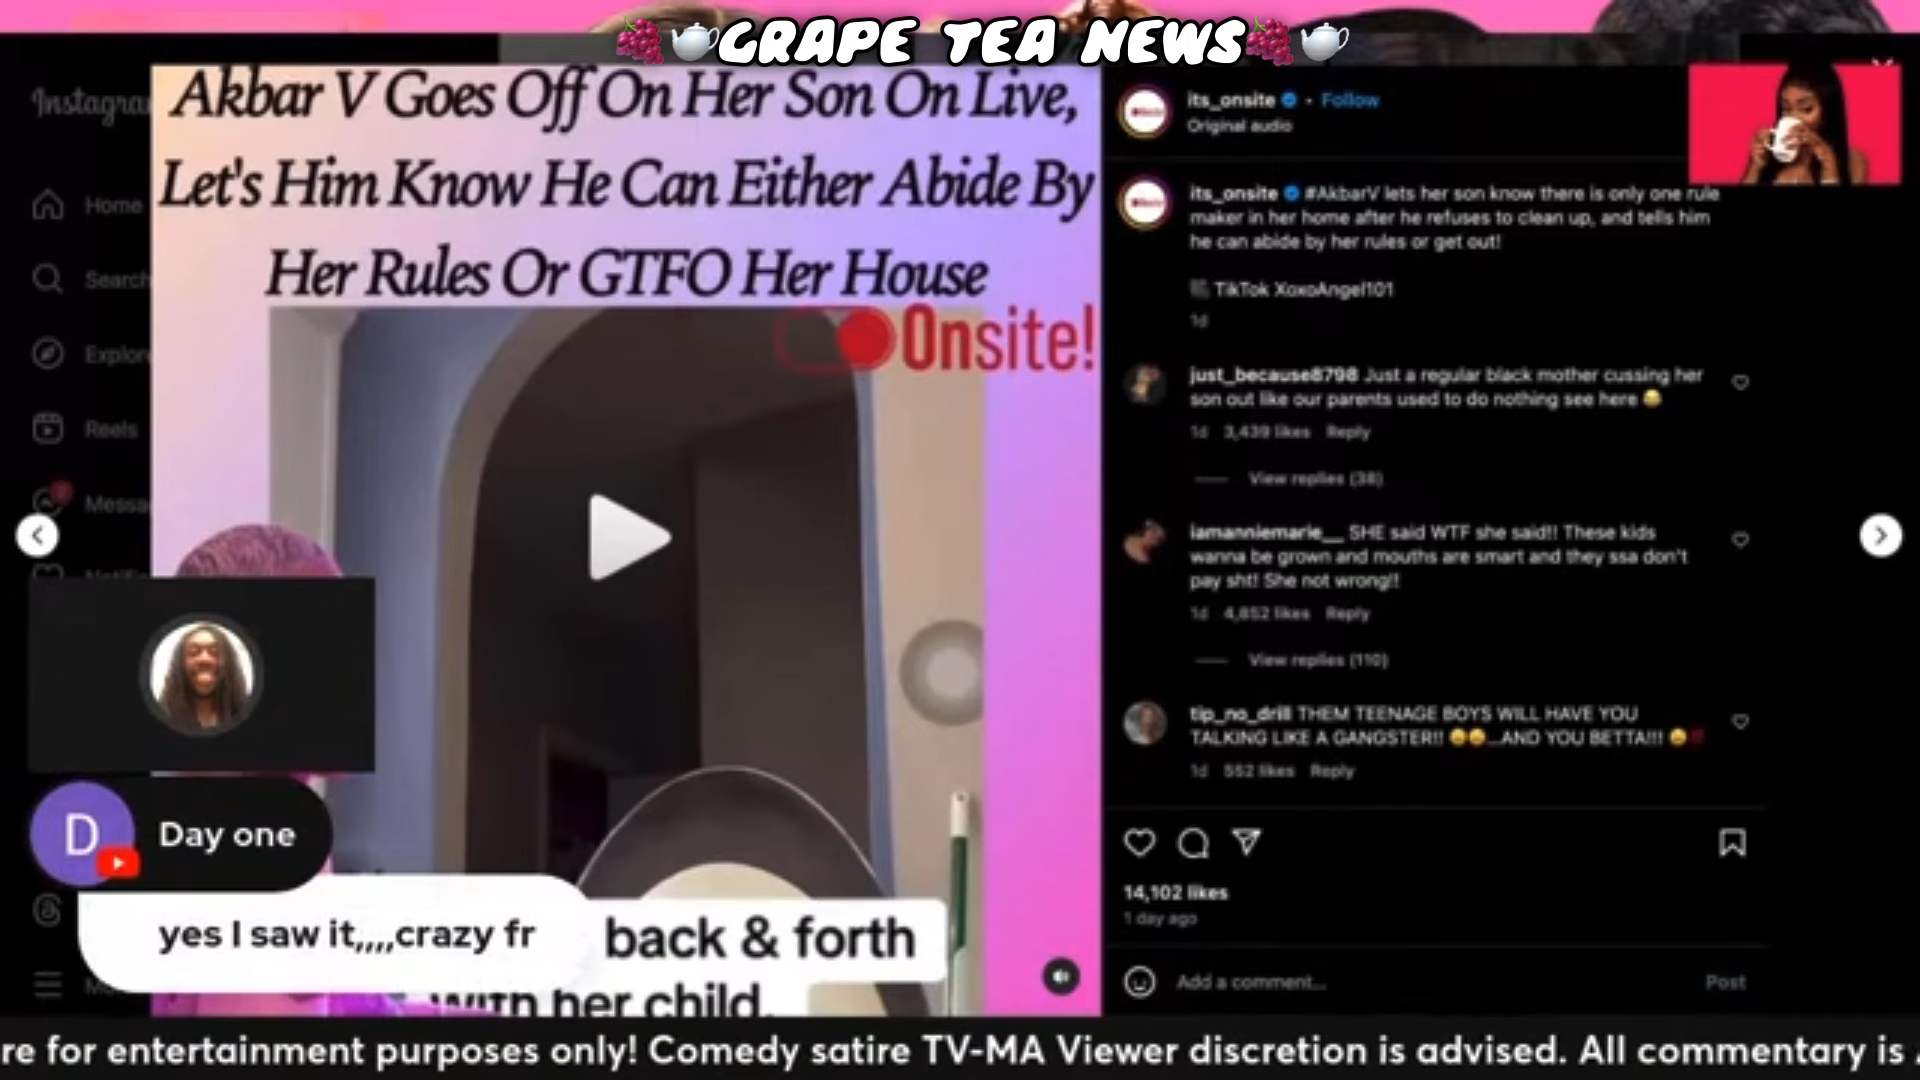 GRAPE TEA NEWS
Instagra
Akbar V Goes Off On Her Son On Live,
Let's Him Know He Can Either Abide By
Her Rules Or GTFO Her House
Onsite!
Home
Search
Explore
Reels
Messa
its_onsite • Follow
Original audio
its_onsite #AkbarV lets her son know there is only one rule
maker in her home after he refuses to clean up, and tells him
he can abide by her rules or get out!
TikTok XoxoAngel101
1d
just_because8798 Just a regular black mother cussing her
son out like our parents used to do nothing see here 😂
1d 3,439 likes Reply
View replies (38)
iamanniemarie__ SHE said WTF she said!! These kids
wanna be grown and mouths are smart and they ssa don't
pay sht! She not wrong!!
1d 4,852 likes Reply
View replies (110)
tip_no_drill THEM TEENAGE BOYS WILL HAVE YOU
TALKING LIKE A GANGSTER!! ...AND YOU BETTA!!!
1d 552 likes Reply
14,102 likes
1 day ago
Add a comment...
Post
D
Day one
yes I saw it,,,,crazy fr
back & forth
with her child.
re for entertainment purposes only! Comedy satire TV-MA Viewer discretion is advised. All commentary is